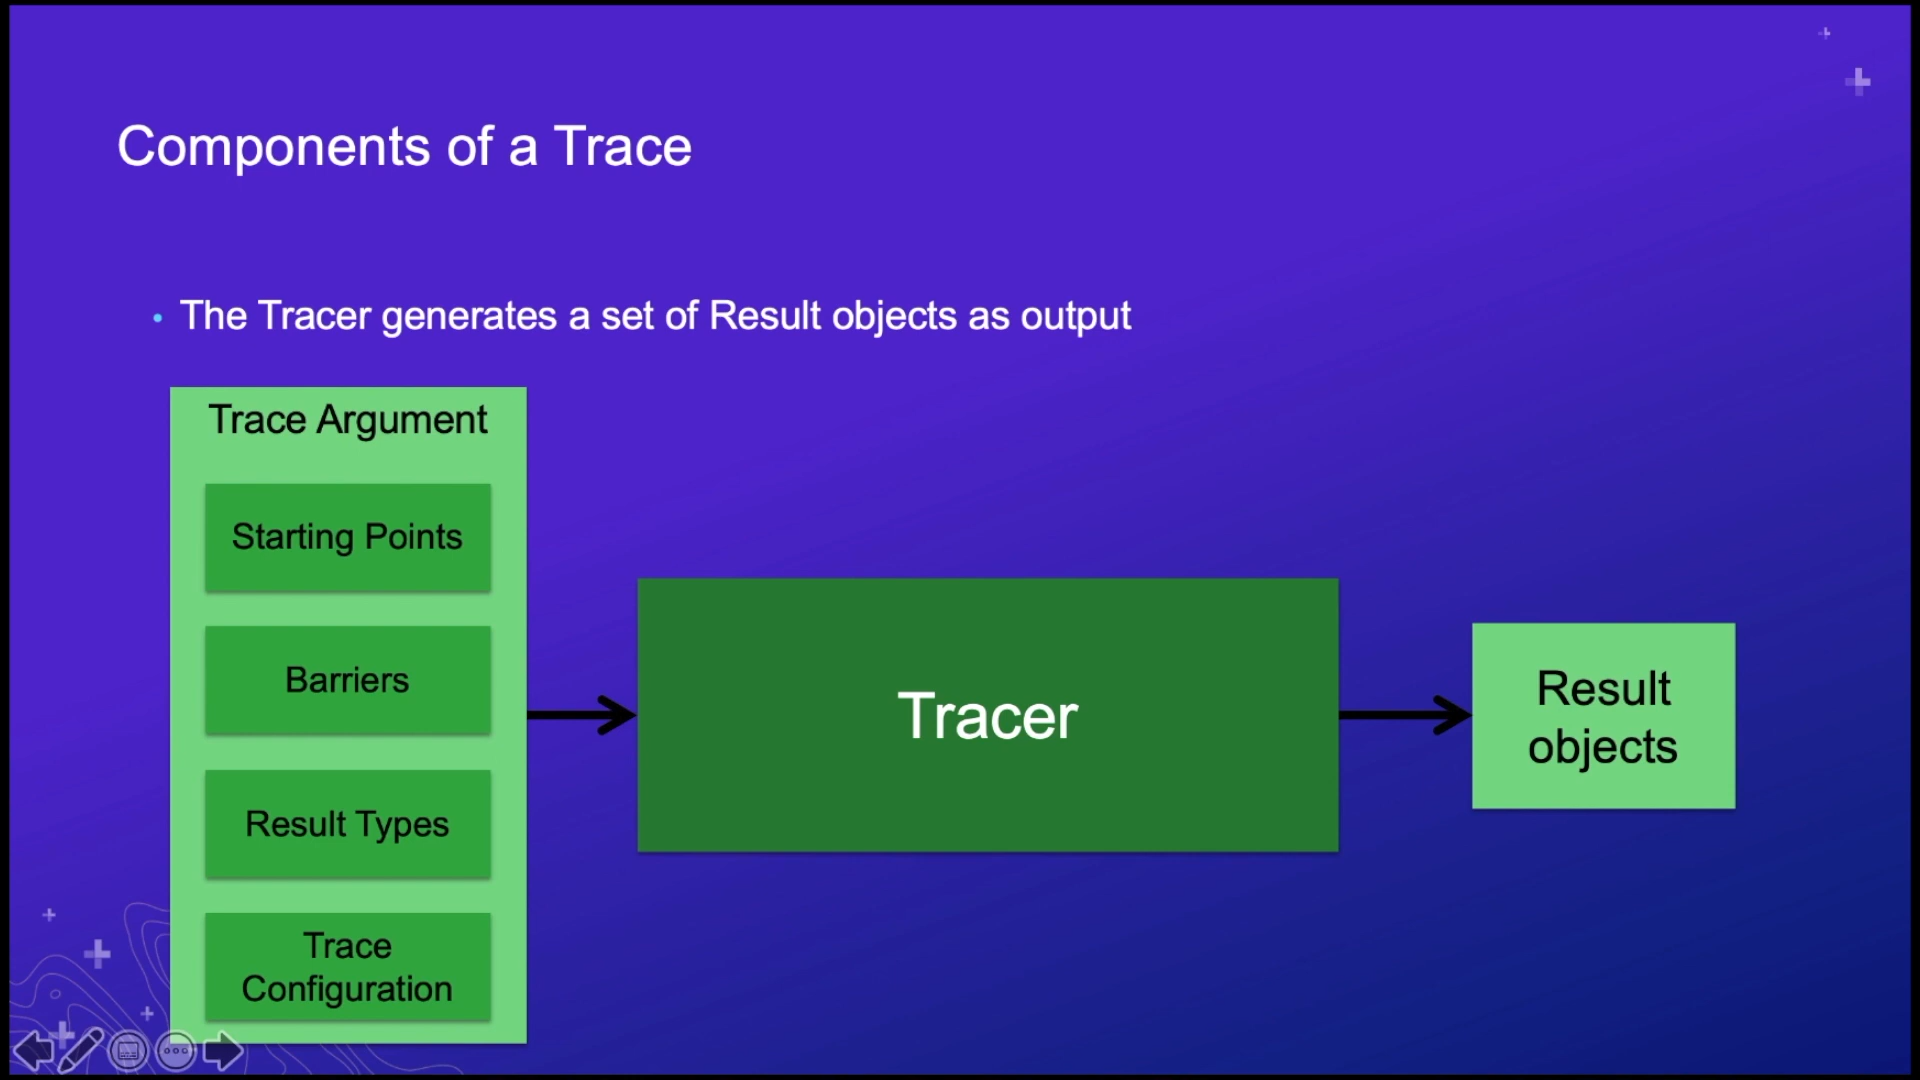 Components of a Trace
• The Tracer generates a set of Result objects as output
Trace Argument
Starting Points
Barriers
Result Types
Trace
Configuration
Tracer
Result
objects